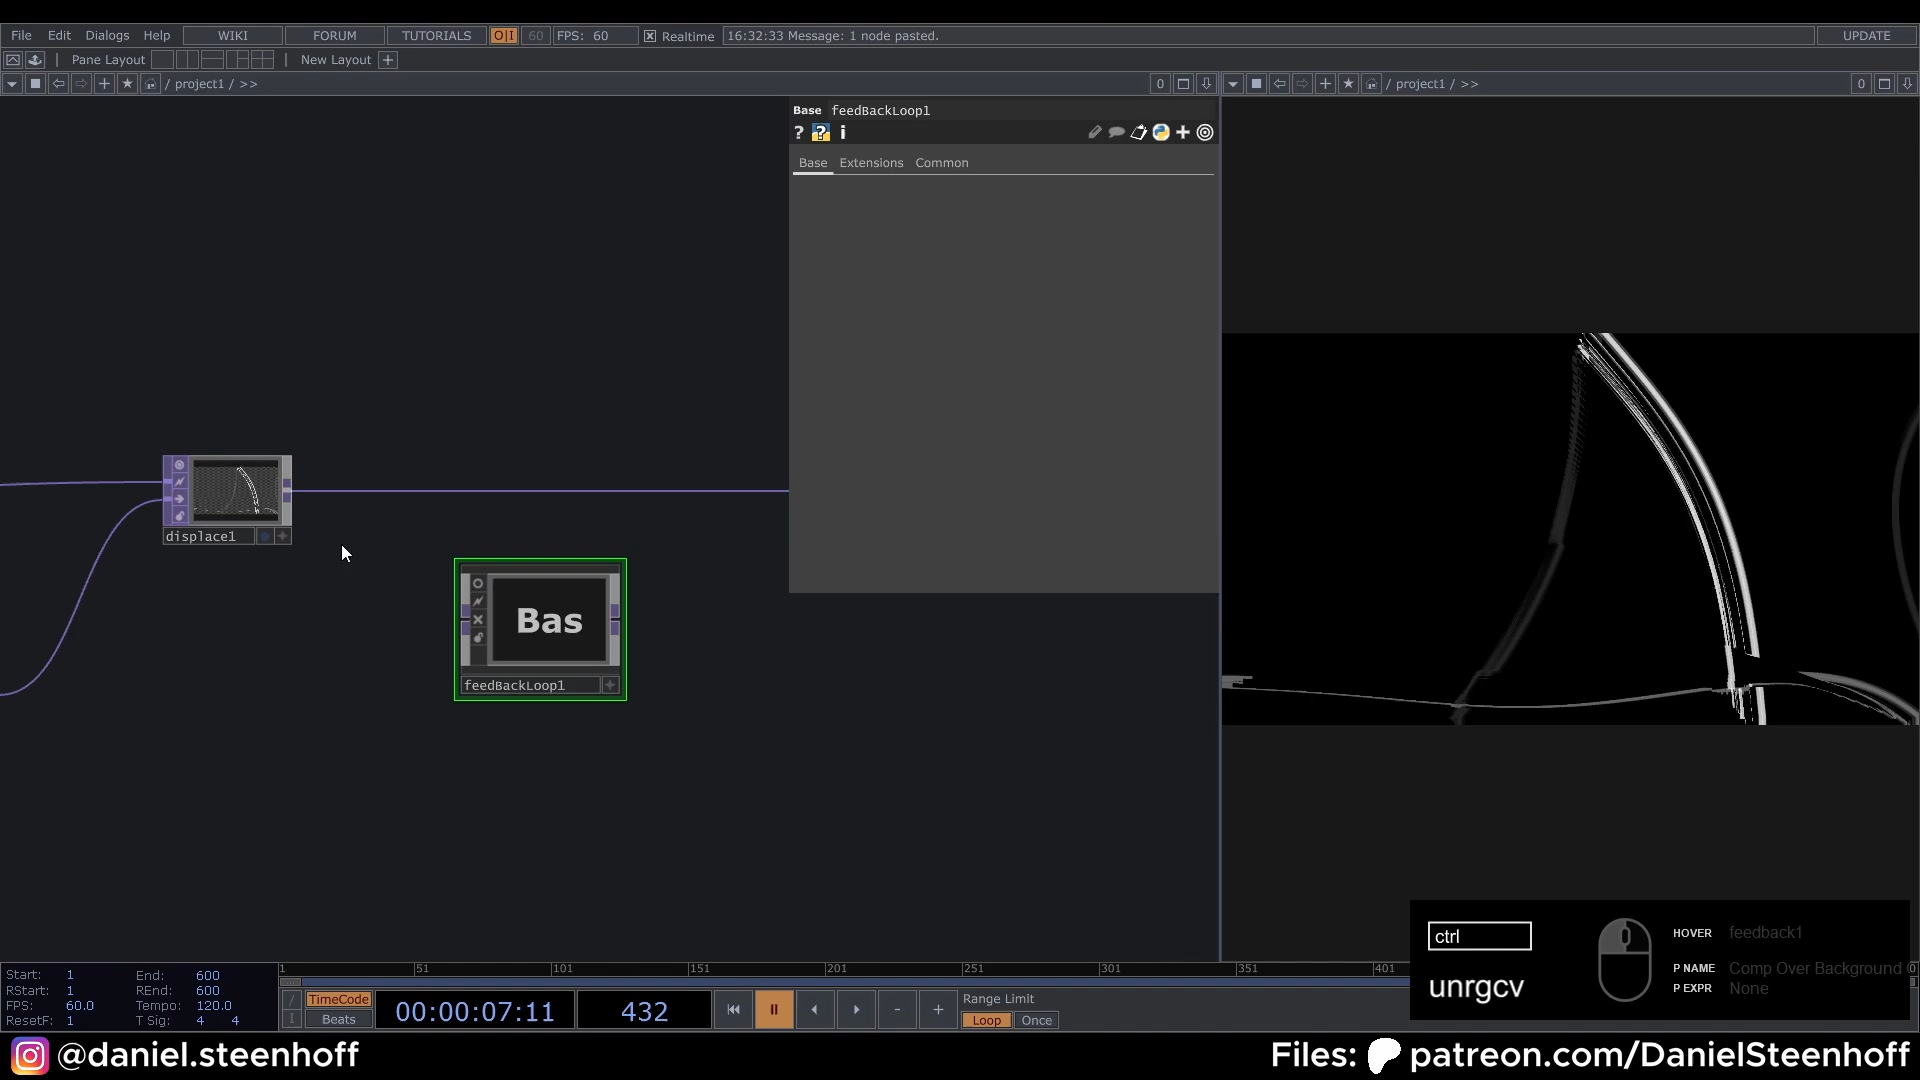 File Edit Dialogs Help WIKI FORUM TUTORIALS O|I 60 FPS: 60 Realtime 16:32:33 Message: 1 node pasted. UPDATE
Pane Layout New Layout +
/ project1 / >> 0 / project1 / >> 0
Base feedBackLoop1
? ? i
Base Extensions Common
displace1
Bas
feedBackLoop1
ctrl
unrgcv
HOVER feedback1
P NAME Comp Over Background
P EXPR None
1 51 101 151 201 251 301 351 401
Start: 1 End: 600
RStart: 1 REnd: 600
FPS: 60.0 Tempo: 120.0
ResetF: 1 T Sig: 4 4
TimeCode
Beats
00:00:07:11 432
- +
Range Limit
Loop Once
@daniel.steenhoff
Files: patreon.com/DanielSteenhoff